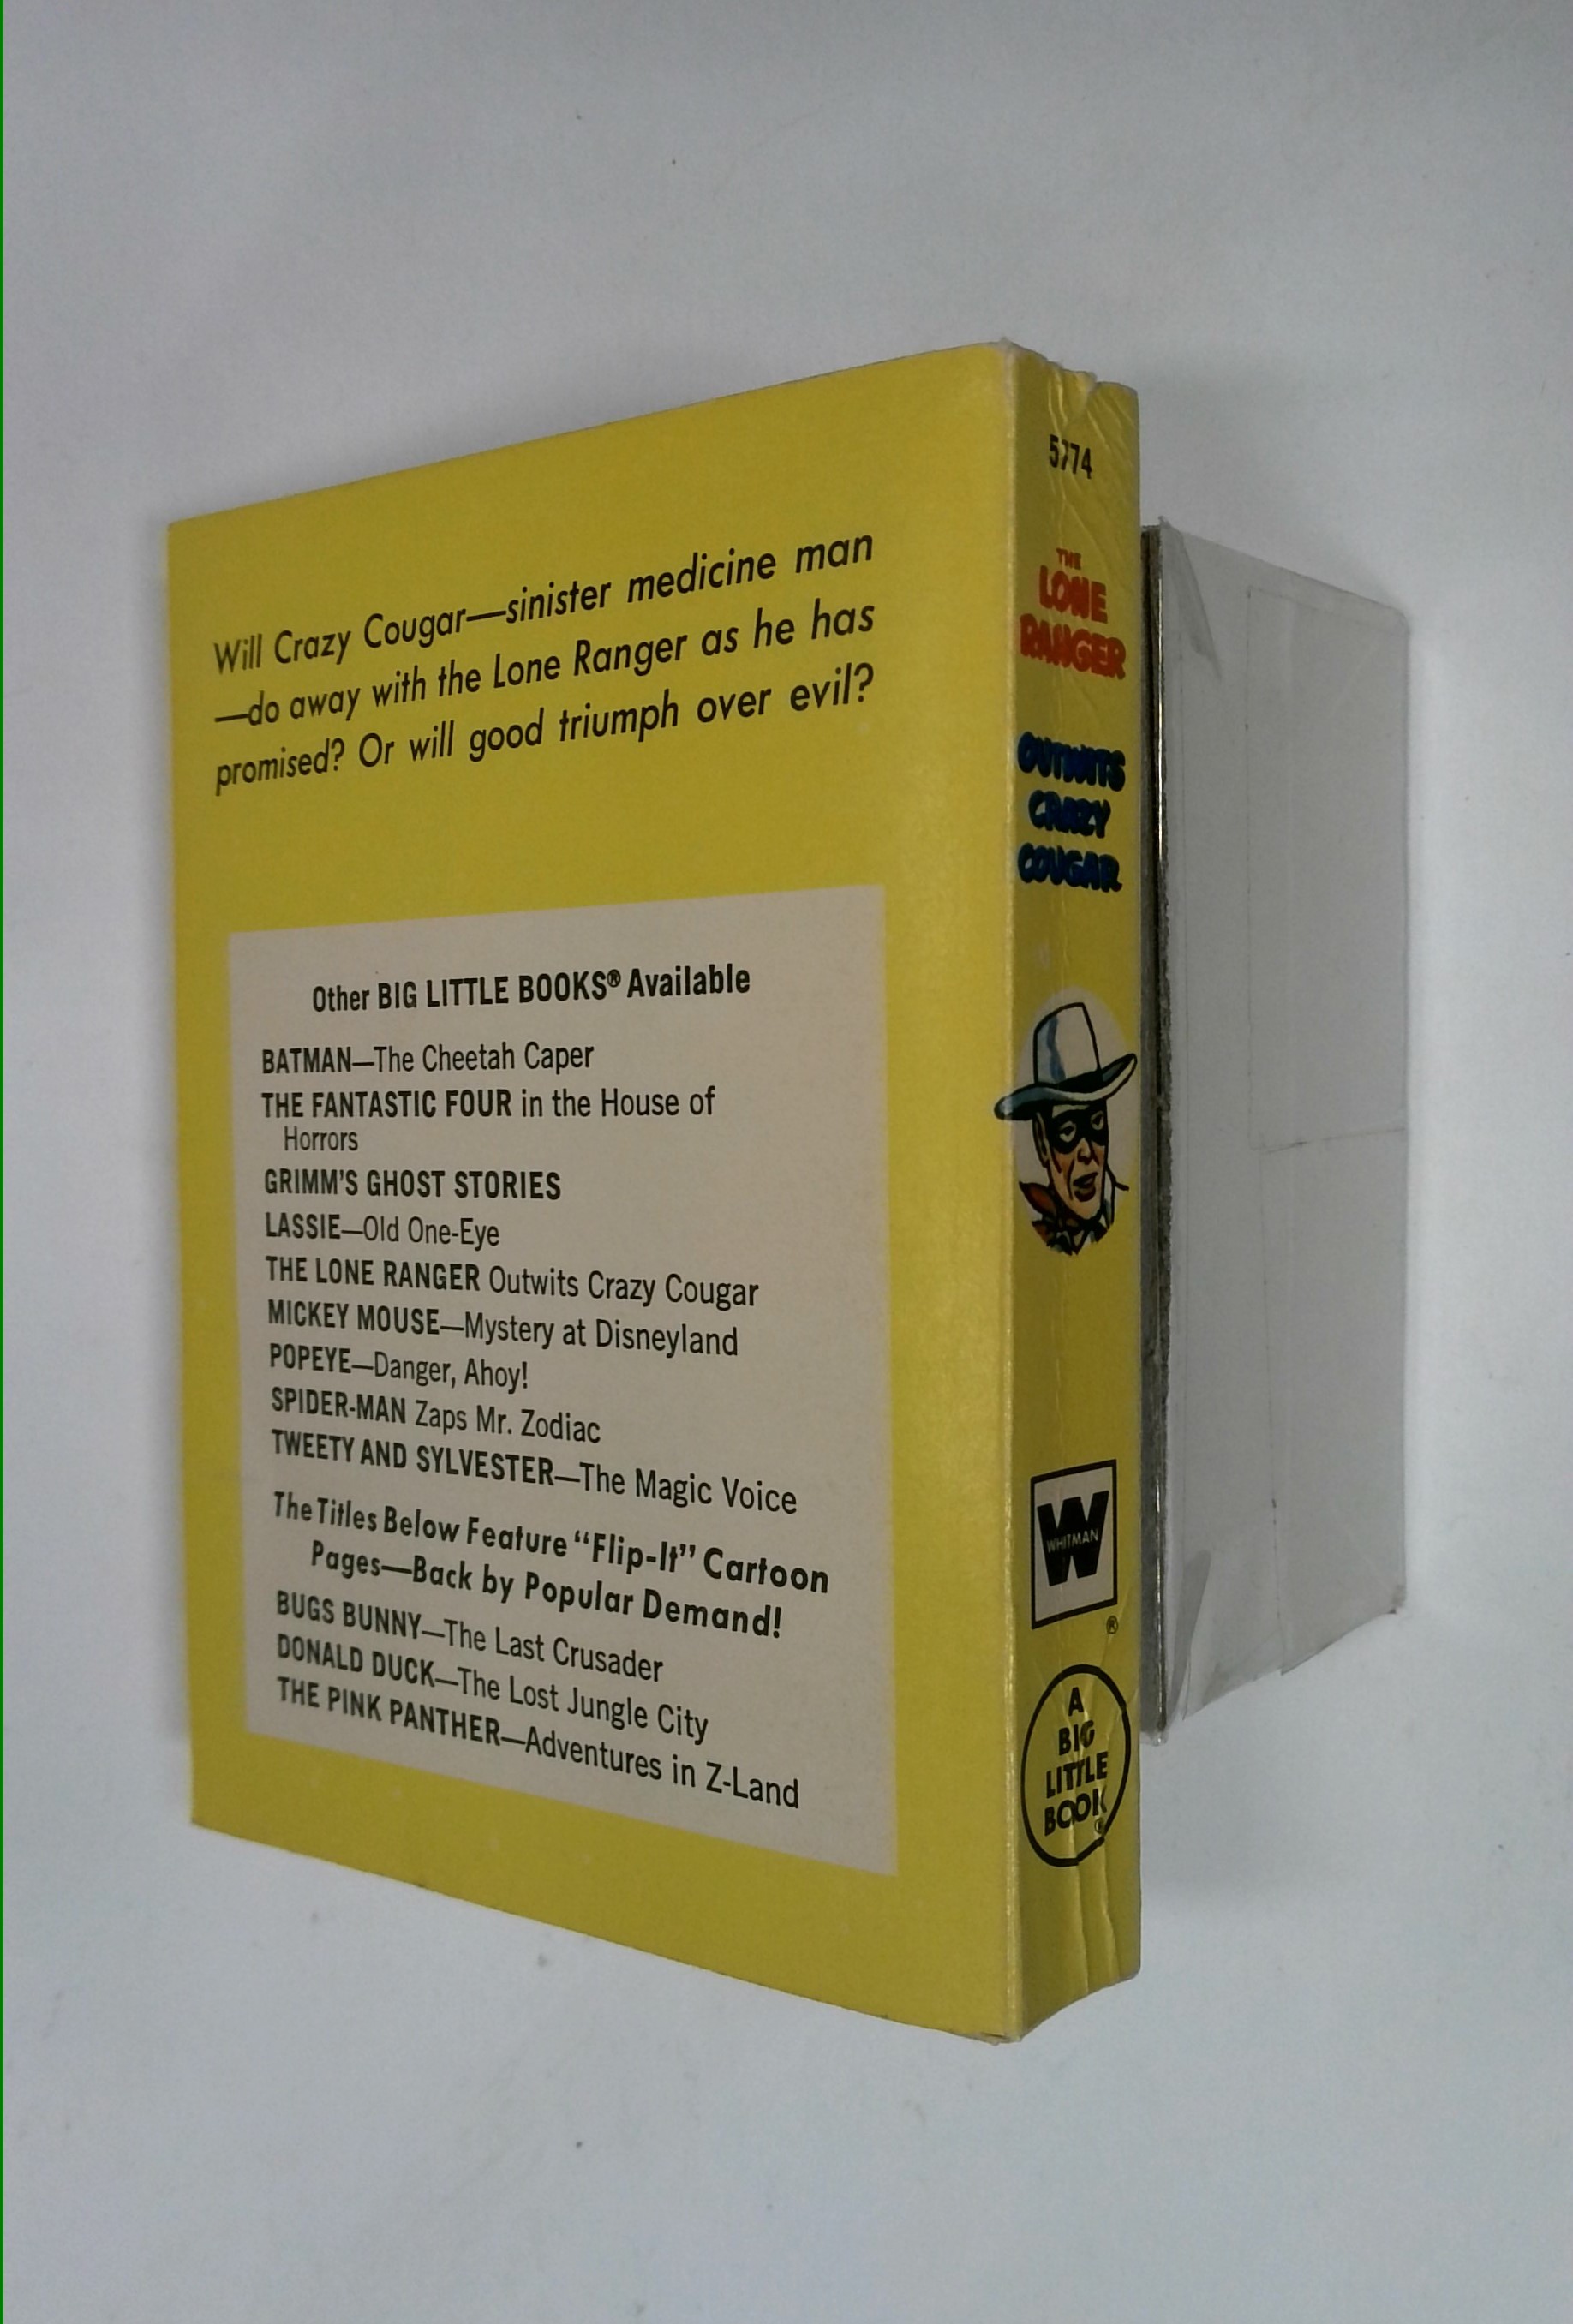 Will Crazy Cougar—sinister medicine man
—do away with the Lone Ranger as he has
promised? Or will good triumph over evil?
Other BIG LITTLE BOOKS® Available
BATMAN—The Cheetah Caper
THE FANTASTIC FOUR in the House of
Horrors
GRIMM'S GHOST STORIES
LASSIE—Old One-Eye
THE LONE RANGER Outwits Crazy Cougar
MICKEY MOUSE—Mystery at Disneyland
POPEYE—Danger, Ahoy!
SPIDER-MAN Zaps Mr. Zodiac
TWEETY AND SYLVESTER—The Magic Voice
The Titles Below Feature “Flip-It” Cartoon
Pages—Back by Popular Demand!
BUGS BUNNY—The Last Crusader
DONALD DUCK—The Lost Jungle City
THE PINK PANTHER—Adventures in Z-Land
5774
THE
LONE
RANGER
OUTWITS
CRAZY
COUGAR
W
WHITMAN
®
A
BIG
LITTLE
BOOK
®